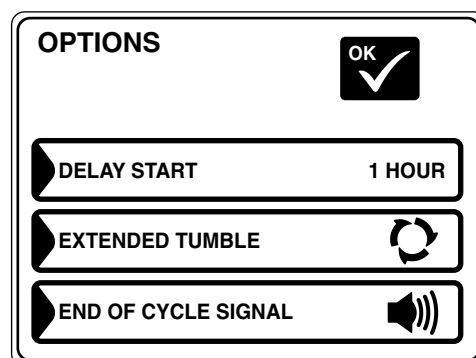 OPTIONS
OK
DELAY START 1 HOUR
EXTENDED TUMBLE
END OF CYCLE SIGNAL